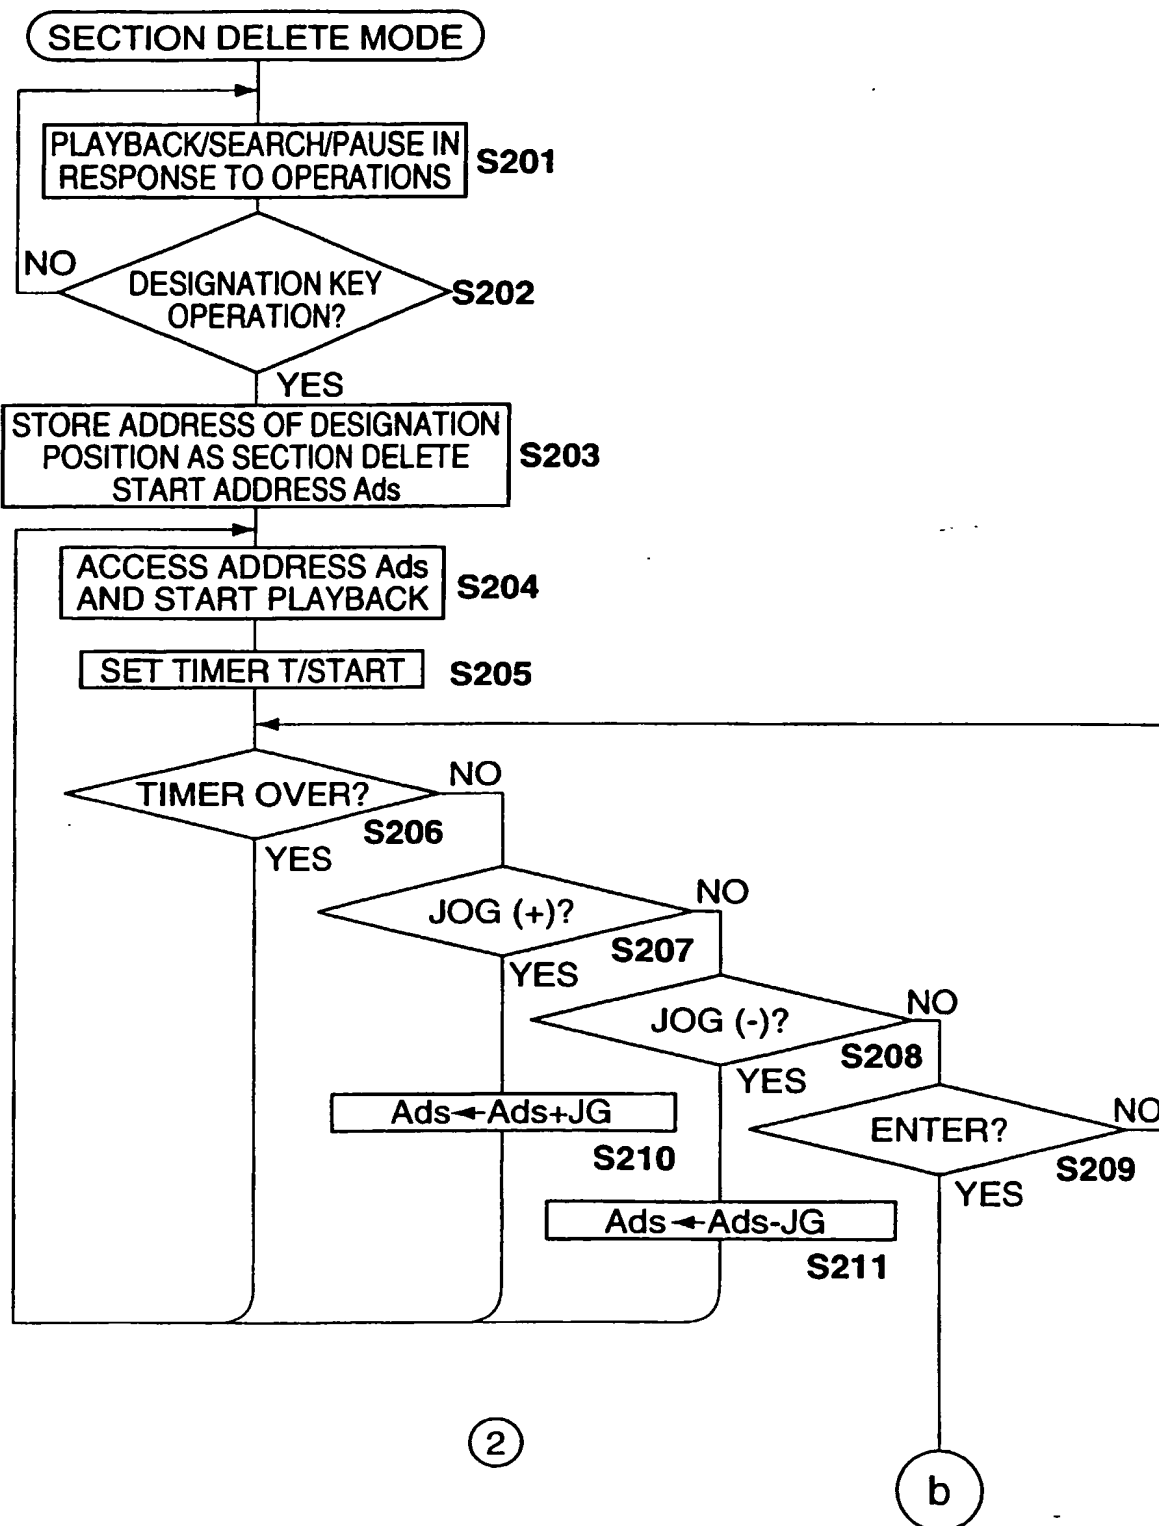 SECTION DELETE MODE
PLAYBACK/SEARCH/PAUSE IN
RESPONSE TO OPERATIONS
S201
NO
DESIGNATION KEY
OPERATION?
S202
YES
STORE ADDRESS OF DESIGNATION
POSITION AS SECTION DELETE
START ADDRESS Ads
S203
ACCESS ADDRESS Ads
AND START PLAYBACK
S204
SET TIMER T/START
S205
TIMER OVER?
NO
S206
YES
JOG (+)?
NO
S207
YES
JOG (-)?
NO
S208
YES
Ads←Ads+JG
S210
ENTER?
NO
S209
YES
Ads←Ads-JG
S211
2
b